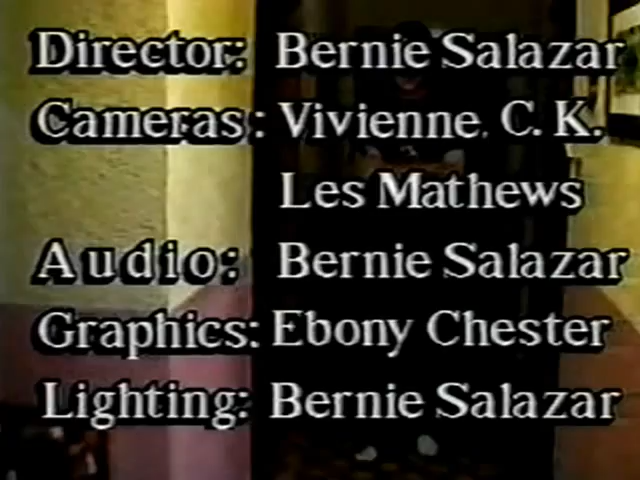 Director: Bernie Salazar
Cameras: Vivienne. C. K.
Les Mathews
Audio: Bernie Salazar
Graphics: Ebony Chester
Lighting: Bernie Salazar